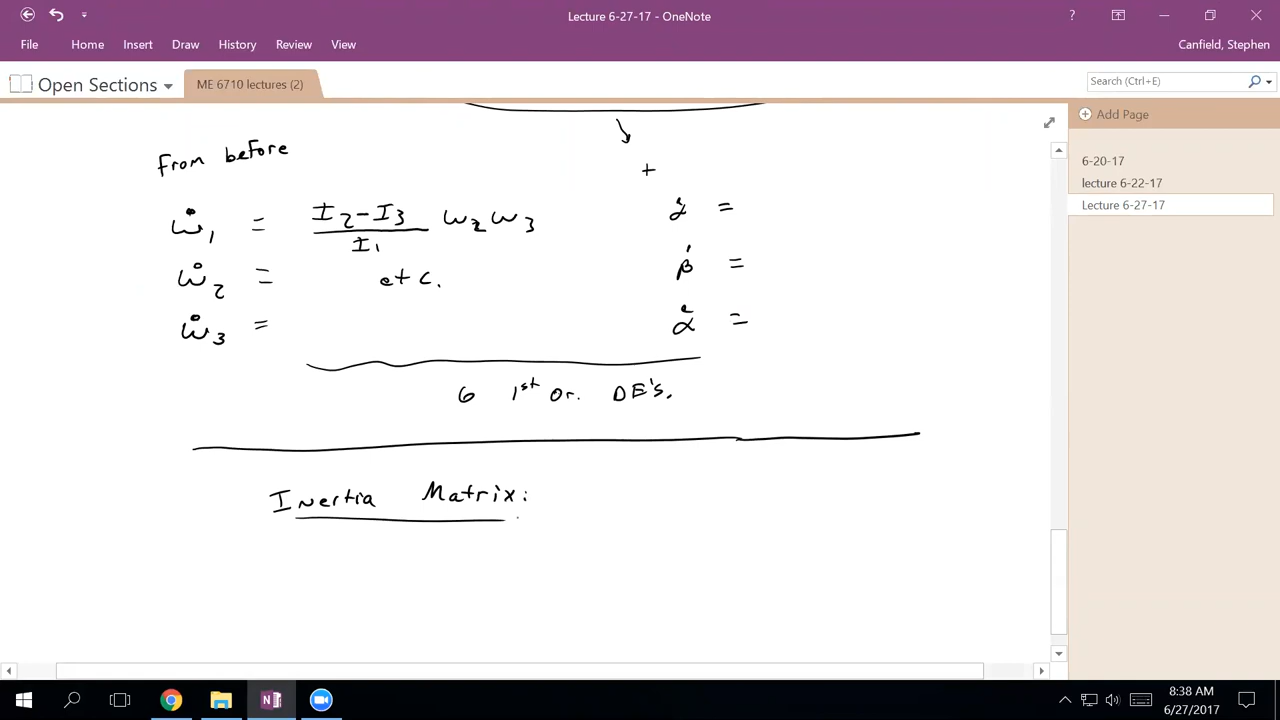 Lecture 6-27-17 - OneNote
File Home Insert Draw History Review View
Canfield, Stephen
Open Sections
ME 6710 lectures (2)
Search (Ctrl+E)
Add Page
6-20-17
lecture 6-22-17
Lecture 6-27-17
From before
+
ω̇₁ = (I₂-I₃)/I₁ ω₂ω₃
ω̇₂ = etc.
ω̇₃ =
γ̇ =
β̇ =
α̇ =
6 1st Or. DE's.
Inertia Matrix:
8:38 AM
6/27/2017